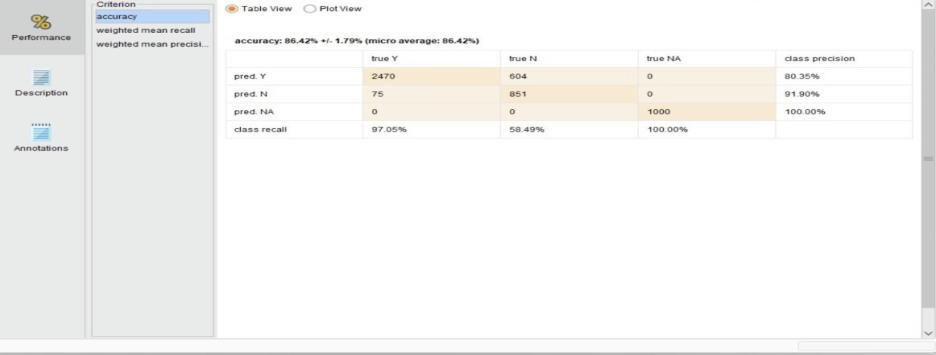 Performance
Description
Annotations
Criterion
accuracy
weighted mean recall
weighted mean precisi...
Table View Plot View
accuracy: 86.42% +/- 1.79% (micro average: 86.42%)
true Y true N true NA class precision
pred. Y 2470 604 0 80.35%
pred. N 75 851 0 91.90%
pred. NA 0 0 1000 100.00%
class recall 97.05% 58.49% 100.00%